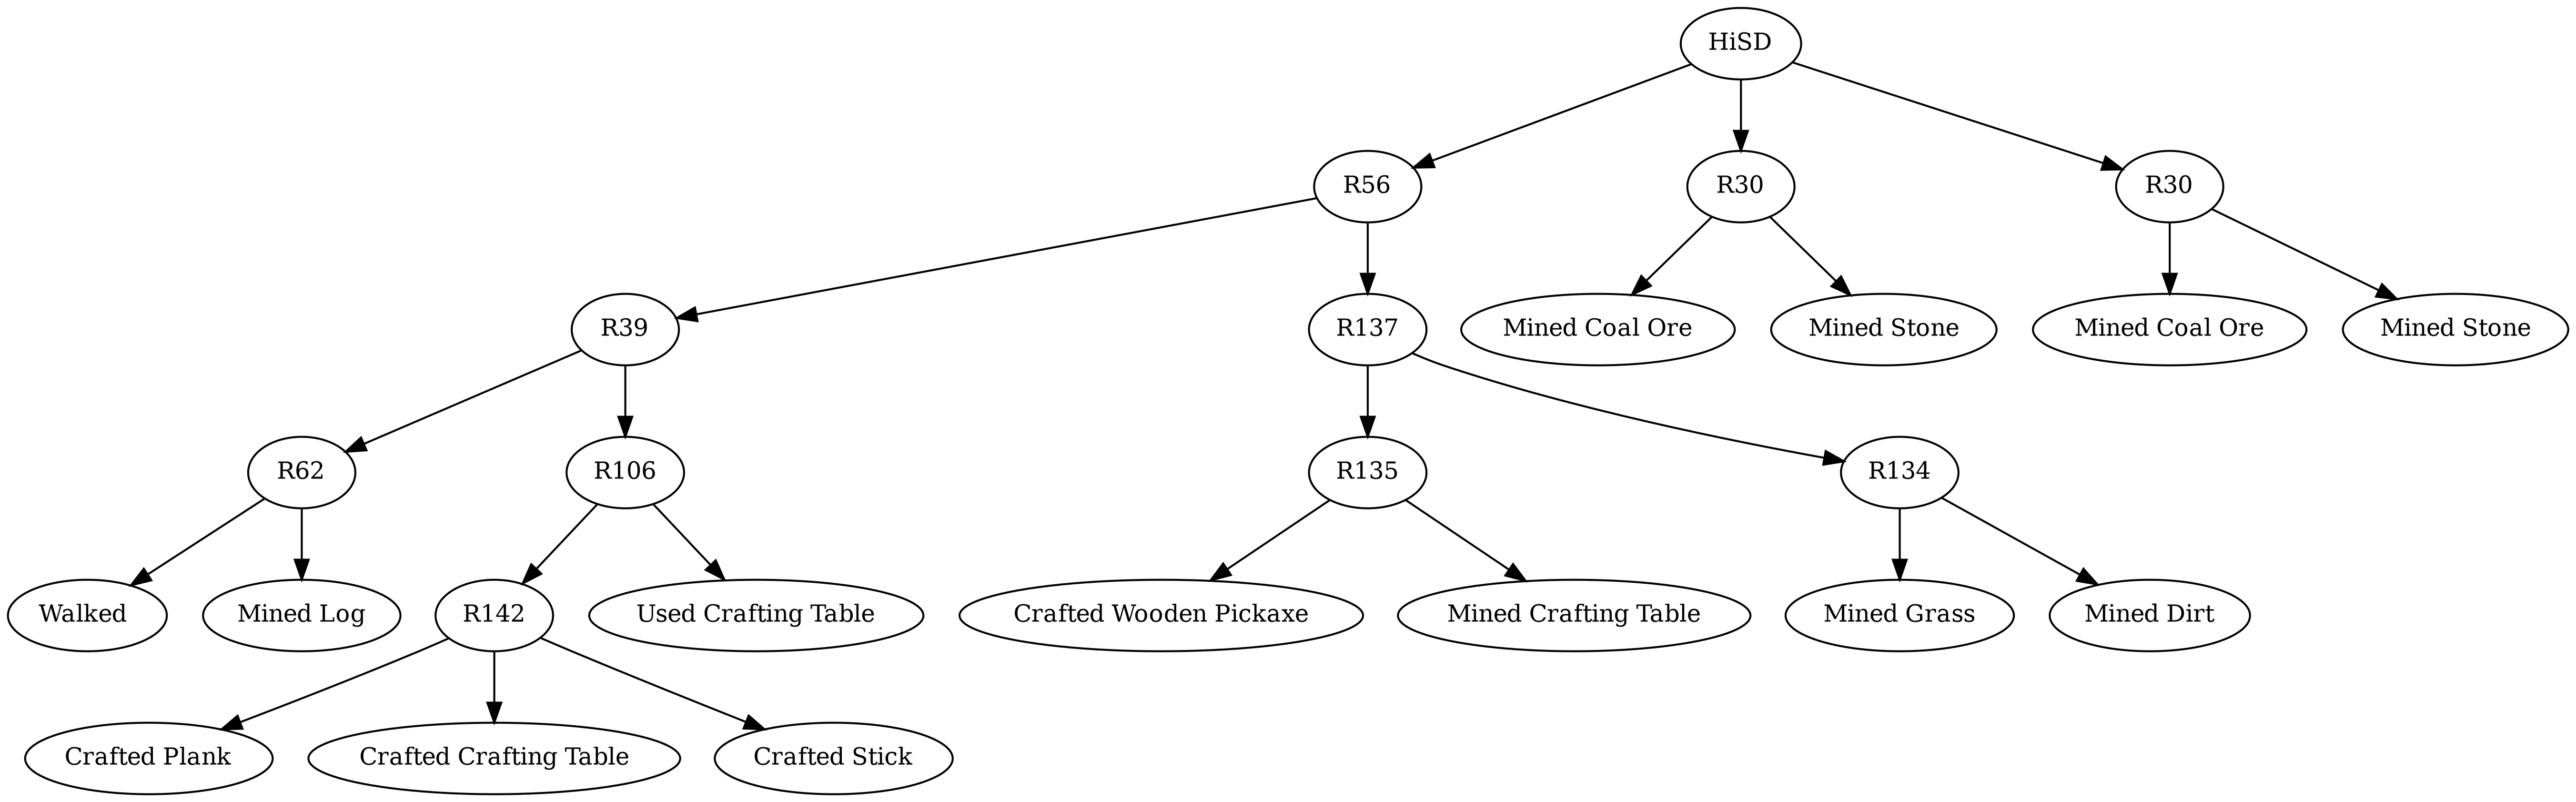 HiSD
R56
R30
R30
R39
R137
Mined Coal Ore
Mined Stone
Mined Coal Ore
Mined Stone
R62
R106
R135
R134
Walked
Mined Log
R142
Used Crafting Table
Crafted Wooden Pickaxe
Mined Crafting Table
Mined Grass
Mined Dirt
Crafted Plank
Crafted Crafting Table
Crafted Stick